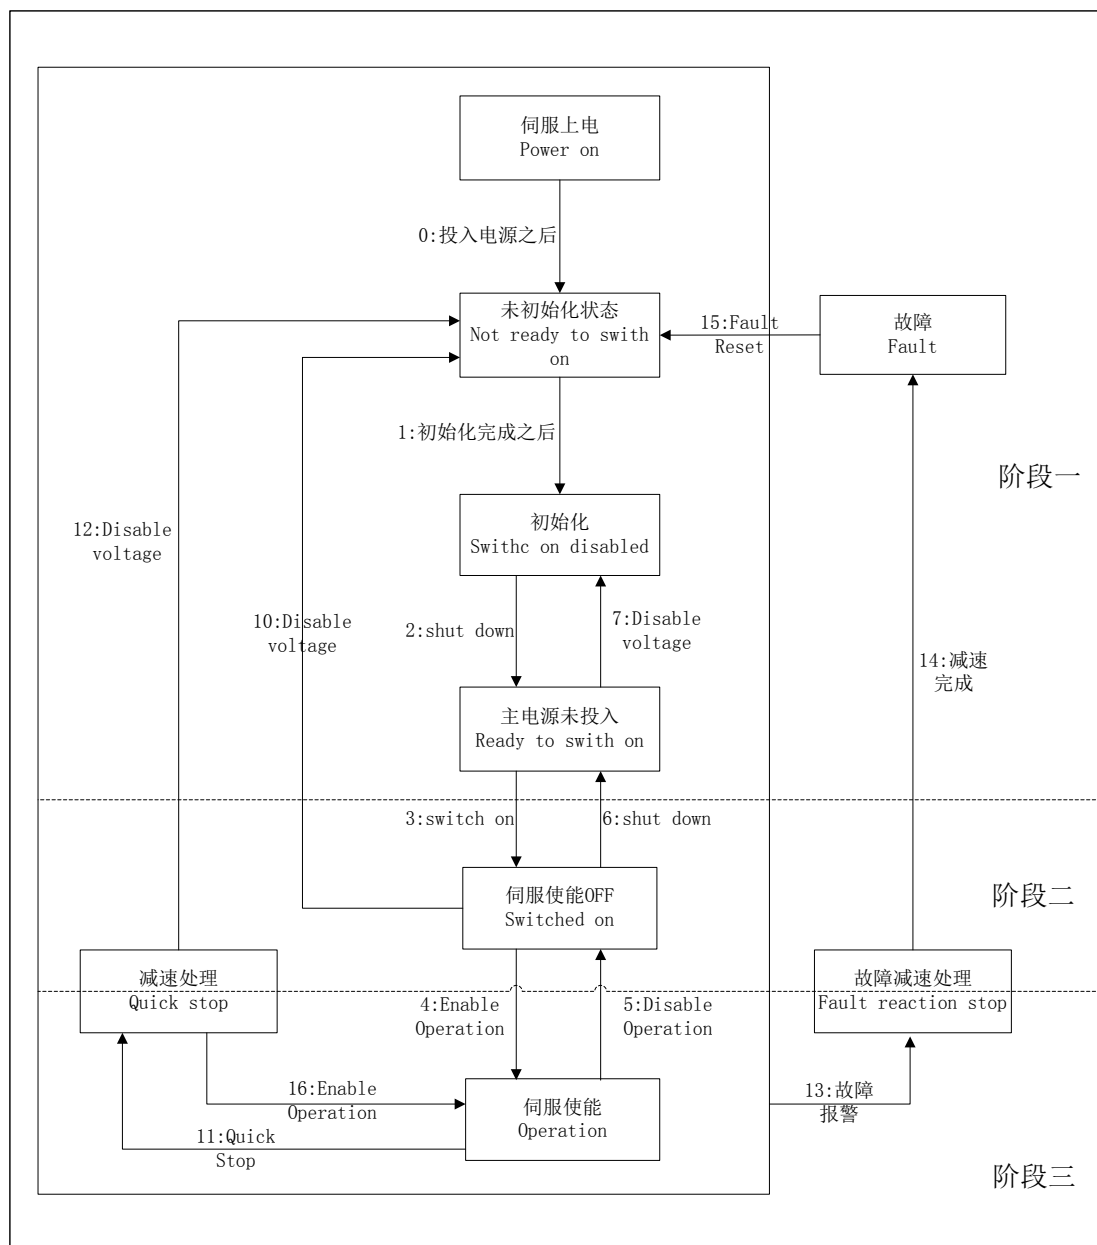 伺服上电
Power on
0:投入电源之后
未初始化状态
Not ready to swith
on
15:Fault
Reset
故障
Fault
1:初始化完成之后
阶段一
初始化
Swithc on disabled
12:Disable
voltage
10:Disable
voltage
2:shut down
7:Disable
voltage
14:减速
完成
主电源未投入
Ready to swith on
3:switch on
6:shut down
伺服使能OFF
Switched on
阶段二
减速处理
Quick stop
4:Enable
Operation
5:Disable
Operation
故障减速处理
Fault reaction stop
16:Enable
Operation
伺服使能
Operation
13:故障
报警
11:Quick
Stop
阶段三